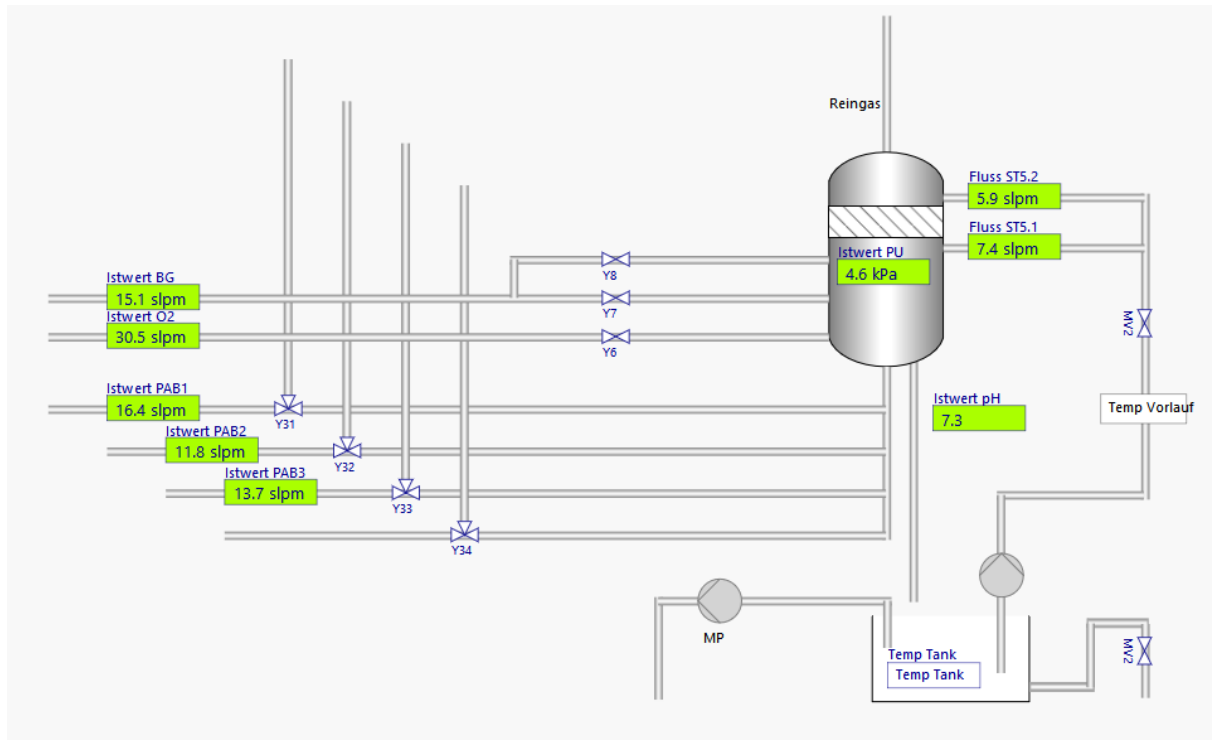 Reingas
Fluss ST5.2
5.9 slpm
Fluss ST5.1
7.4 slpm
Istwert PU
4.6 kPa
Y8
Istwert BG
15.1 slpm
Y7
Istwert O2
30.5 slpm
Y6
MV2
Istwert PAB1
16.4 slpm
Y31
Istwert pH
7.3
Temp Vorlauf
Istwert PAB2
11.8 slpm
Y32
Istwert PAB3
13.7 slpm
Y33
Y34
MP
Temp Tank
Temp Tank
MV2